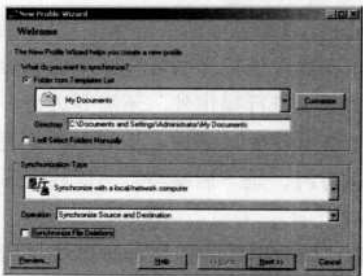 New Profile Wizard
Welcome
The New Profile Wizard helps you create a new profile
What do you want to synchronize?
Folder from Templates List
My Documents
Customize
Directory C:\Documents and Settings\Administrator\My Documents
I will Select Folders Manually
Synchronization Type
Synchronize with a local/network computer
Operation Synchronize Source and Destination
Synchronize File Deletions
Help
Next >>
Cancel